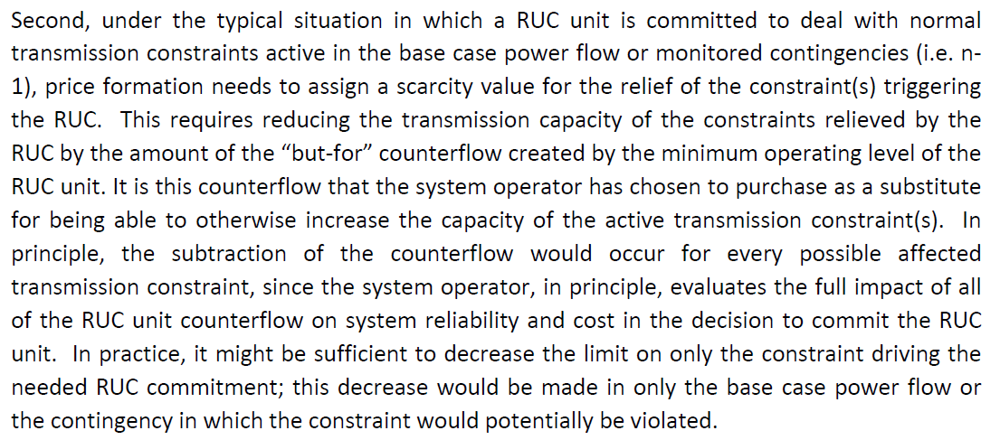 Second, under the typical situation in which a RUC unit is committed to deal with normal
transmission constraints active in the base case power flow or monitored contingencies (i.e. n-
1), price formation needs to assign a scarcity value for the relief of the constraint(s) triggering
the RUC.  This requires reducing the transmission capacity of the constraints relieved by the
RUC by the amount of the “but-for” counterflow created by the minimum operating level of the
RUC unit. It is this counterflow that the system operator has chosen to purchase as a substitute
for being able to otherwise increase the capacity of the active transmission constraint(s).  In
principle, the subtraction of the counterflow would occur for every possible affected
transmission constraint, since the system operator, in principle, evaluates the full impact of all
of the RUC unit counterflow on system reliability and cost in the decision to commit the RUC
unit.  In practice, it might be sufficient to decrease the limit on only the constraint driving the
needed RUC commitment; this decrease would be made in only the base case power flow or
the contingency in which the constraint would potentially be violated.